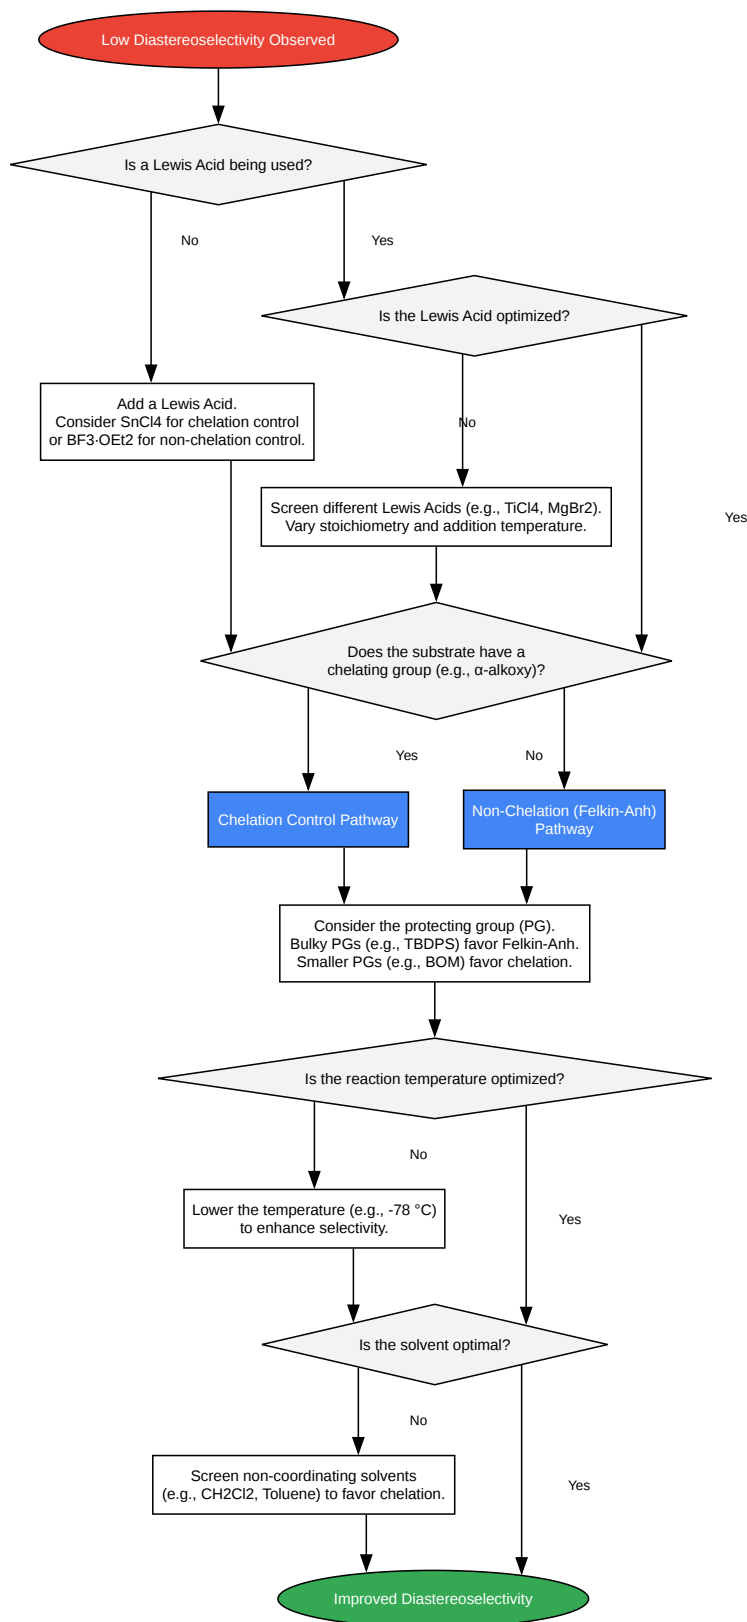 Low Diastereoselectivity Observed
Is a Lewis Acid being used?
No
Yes
Is the Lewis Acid optimized?
Add a Lewis Acid.
Consider SnCl4 for chelation control
or BF3·OEt2 for non-chelation control.
No
Screen different Lewis Acids (e.g., TiCl4, MgBr2).
Vary stoichiometry and addition temperature.
Yes
Does the substrate have a
chelating group (e.g., α-alkoxy)?
Yes
No
Chelation Control Pathway
Non-Chelation (Felkin-Anh)
Pathway
Consider the protecting group (PG).
Bulky PGs (e.g., TBDPS) favor Felkin-Anh.
Smaller PGs (e.g., BOM) favor chelation.
Is the reaction temperature optimized?
No
Lower the temperature (e.g., -78 °C)
to enhance selectivity.
Yes
Is the solvent optimal?
No
Screen non-coordinating solvents
(e.g., CH2Cl2, Toluene) to favor chelation.
Yes
Improved Diastereoselectivity